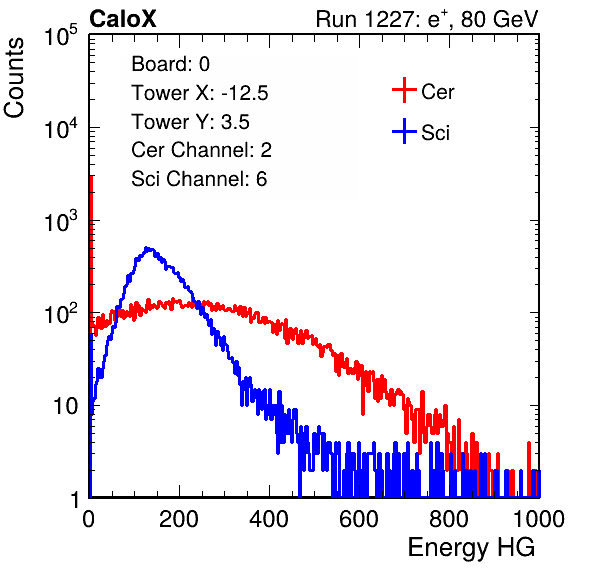 CaloX Run 1227: e⁺, 80 GeV
Counts
Board: 0
Tower X: -12.5
Tower Y: 3.5
Cer Channel: 2
Sci Channel: 6
Cer
Sci
10⁵
10⁴
10³
10²
10
1
0 200 400 600 800 1000
Energy HG